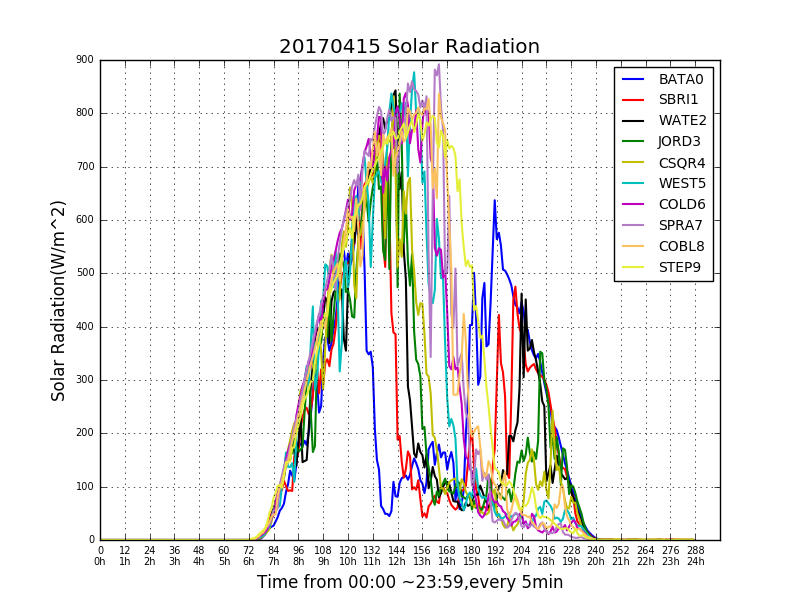 20170415 Solar Radiation
900
800
700
600
500
400
300
200
100
0
Solar Radiation(W/m^2)
BATA0
SBRI1
WATE2
JORD3
CSQR4
WEST5
COLD6
SPRA7
COBL8
STEP9
0 12 24 36 48 60 72 84 96 108 120 132 144 156 168 180 192 204 216 228 240 252 264 276 288
0h 1h 2h 3h 4h 5h 6h 7h 8h 9h 10h 11h 12h 13h 14h 15h 16h 17h 18h 19h 20h 21h 22h 23h 24h
Time from 00:00 ~23:59,every 5min